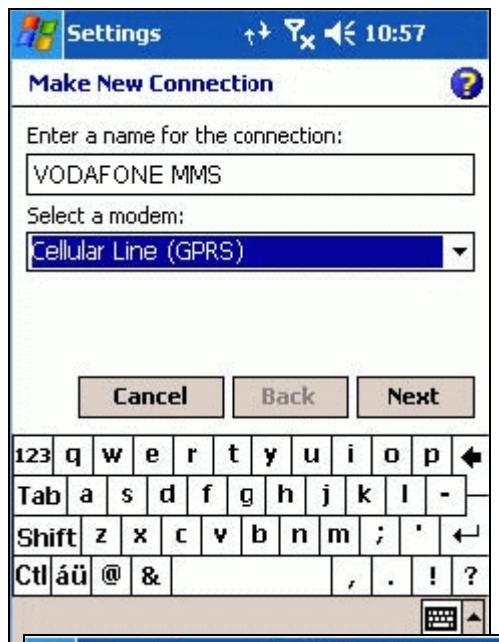 Settings 10:57
Make New Connection ?
Enter a name for the connection:
VODAFONE MMS
Select a modem:
Cellular Line (GPRS)
Cancel Back Next
123 q w e r t y u i o p
Tab a s d f g h j k l -
Shift z x c v b n m ; '
Ctl áü @ & , . ! ?